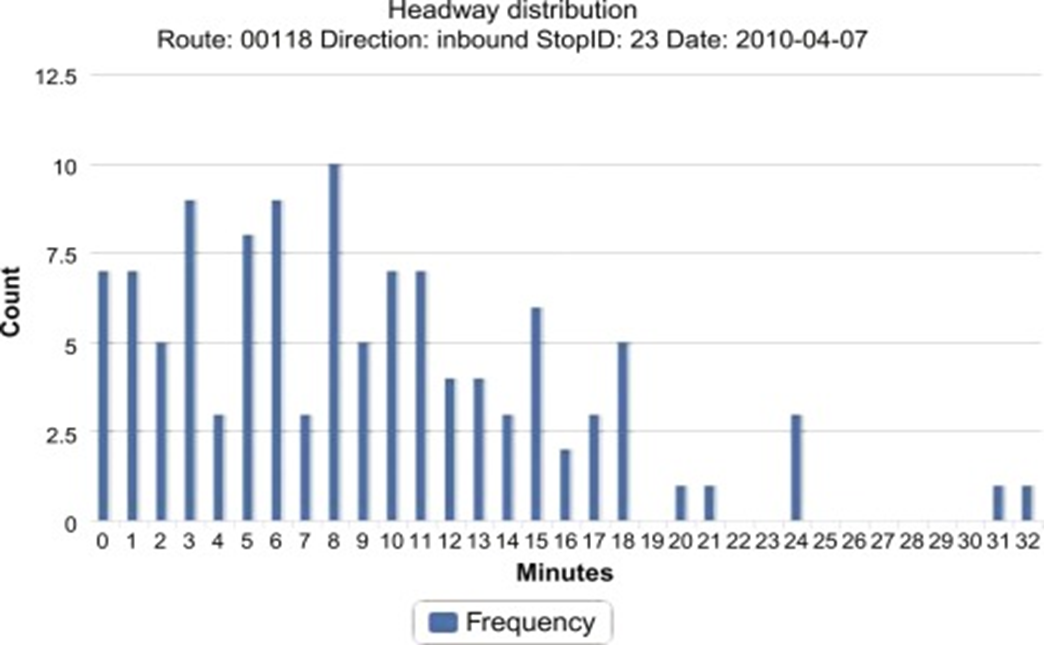 Headway distribution
Route: 00118 Direction: inbound StopID: 23 Date: 2010-04-07
12.5
10
7.5
5
2.5
0
Count
0 1 2 3 4 5 6 7 8 9 10 11 12 13 14 15 16 17 18 19 20 21 22 23 24 25 26 27 28 29 30 31 32
Minutes
Frequency